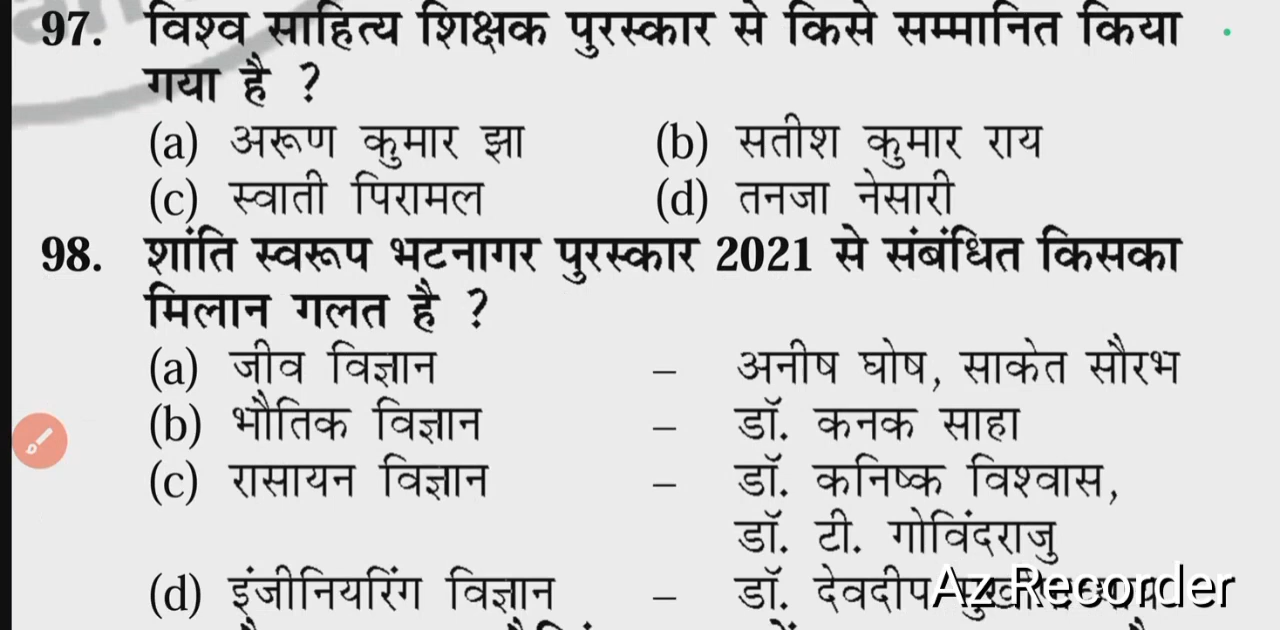 97. विश्व साहित्य शिक्षक पुरस्कार से किसे सम्मानित किया
गया है ?
(a) अरूण कुमार झा (b) सतीश कुमार राय
(c) स्वाती पिरामल (d) तनजा नेसारी
98. शांति स्वरूप भटनागर पुरस्कार 2021 से संबंधित किसका
मिलान गलत है ?
(a) जीव विज्ञान – अनीष घोष, साकेत सौरभ
(b) भौतिक विज्ञान – डॉ. कनक साहा
(c) रासायन विज्ञान – डॉ. कनिष्क विश्वास,
डॉ. टी. गोविंदराजु
(d) इंजीनियरिंग विज्ञान – डॉ. देवदीप
Az Recorder